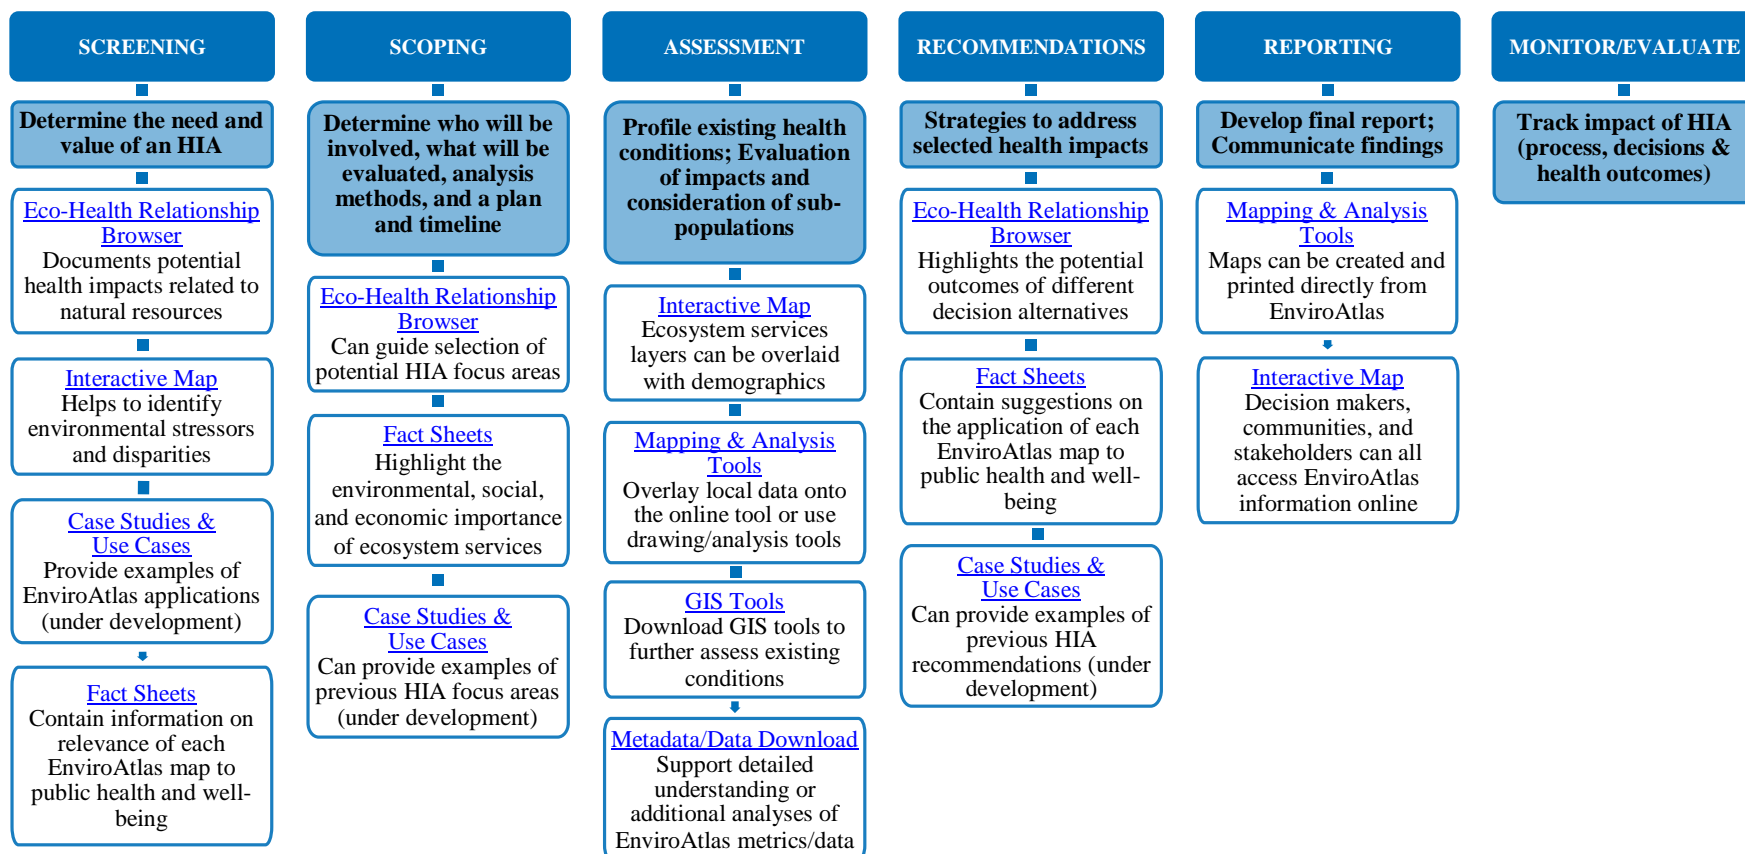 SCREENING
Determine the need and
value of an HIA
Eco-Health Relationship
Browser
Documents potential
health impacts related to
natural resources
Interactive Map
Helps to identify
environmental stressors
and disparities
Case Studies &
Use Cases
Provide examples of
EnviroAtlas applications
(under development)
Fact Sheets
Contain information on
relevance of each
EnviroAtlas map to
public health and well-
being
SCOPING
Determine who will be
involved, what will be
evaluated, analysis
methods, and a plan
and timeline
Eco-Health Relationship
Browser
Can guide selection of
potential HIA focus areas
Fact Sheets
Highlight the
environmental, social,
and economic importance
of ecosystem services
Case Studies &
Use Cases
Can provide examples of
previous HIA focus areas
(under development)
ASSESSMENT
Profile existing health
conditions; Evaluation
of impacts and
consideration of sub-
populations
Interactive Map
Ecosystem services
layers can be overlaid
with demographics
Mapping & Analysis
Tools
Overlay local data onto
the online tool or use
drawing/analysis tools
GIS Tools
Download GIS tools to
further assess existing
conditions
Metadata/Data Download
Support detailed
understanding or
additional analyses of
EnviroAtlas metrics/data
RECOMMENDATIONS
Strategies to address
selected health impacts
Eco-Health Relationship
Browser
Highlights the potential
outcomes of different
decision alternatives
Fact Sheets
Contain suggestions on
the application of each
EnviroAtlas map to
public health and well-
being
Case Studies &
Use Cases
Can provide examples of
previous HIA
recommendations (under
development)
REPORTING
Develop final report;
Communicate findings
Mapping & Analysis
Tools
Maps can be created and
printed directly from
EnviroAtlas
Interactive Map
Decision makers,
communities, and
stakeholders can all
access EnviroAtlas
information online
MONITOR/EVALUATE
Track impact of HIA
(process, decisions &
health outcomes)